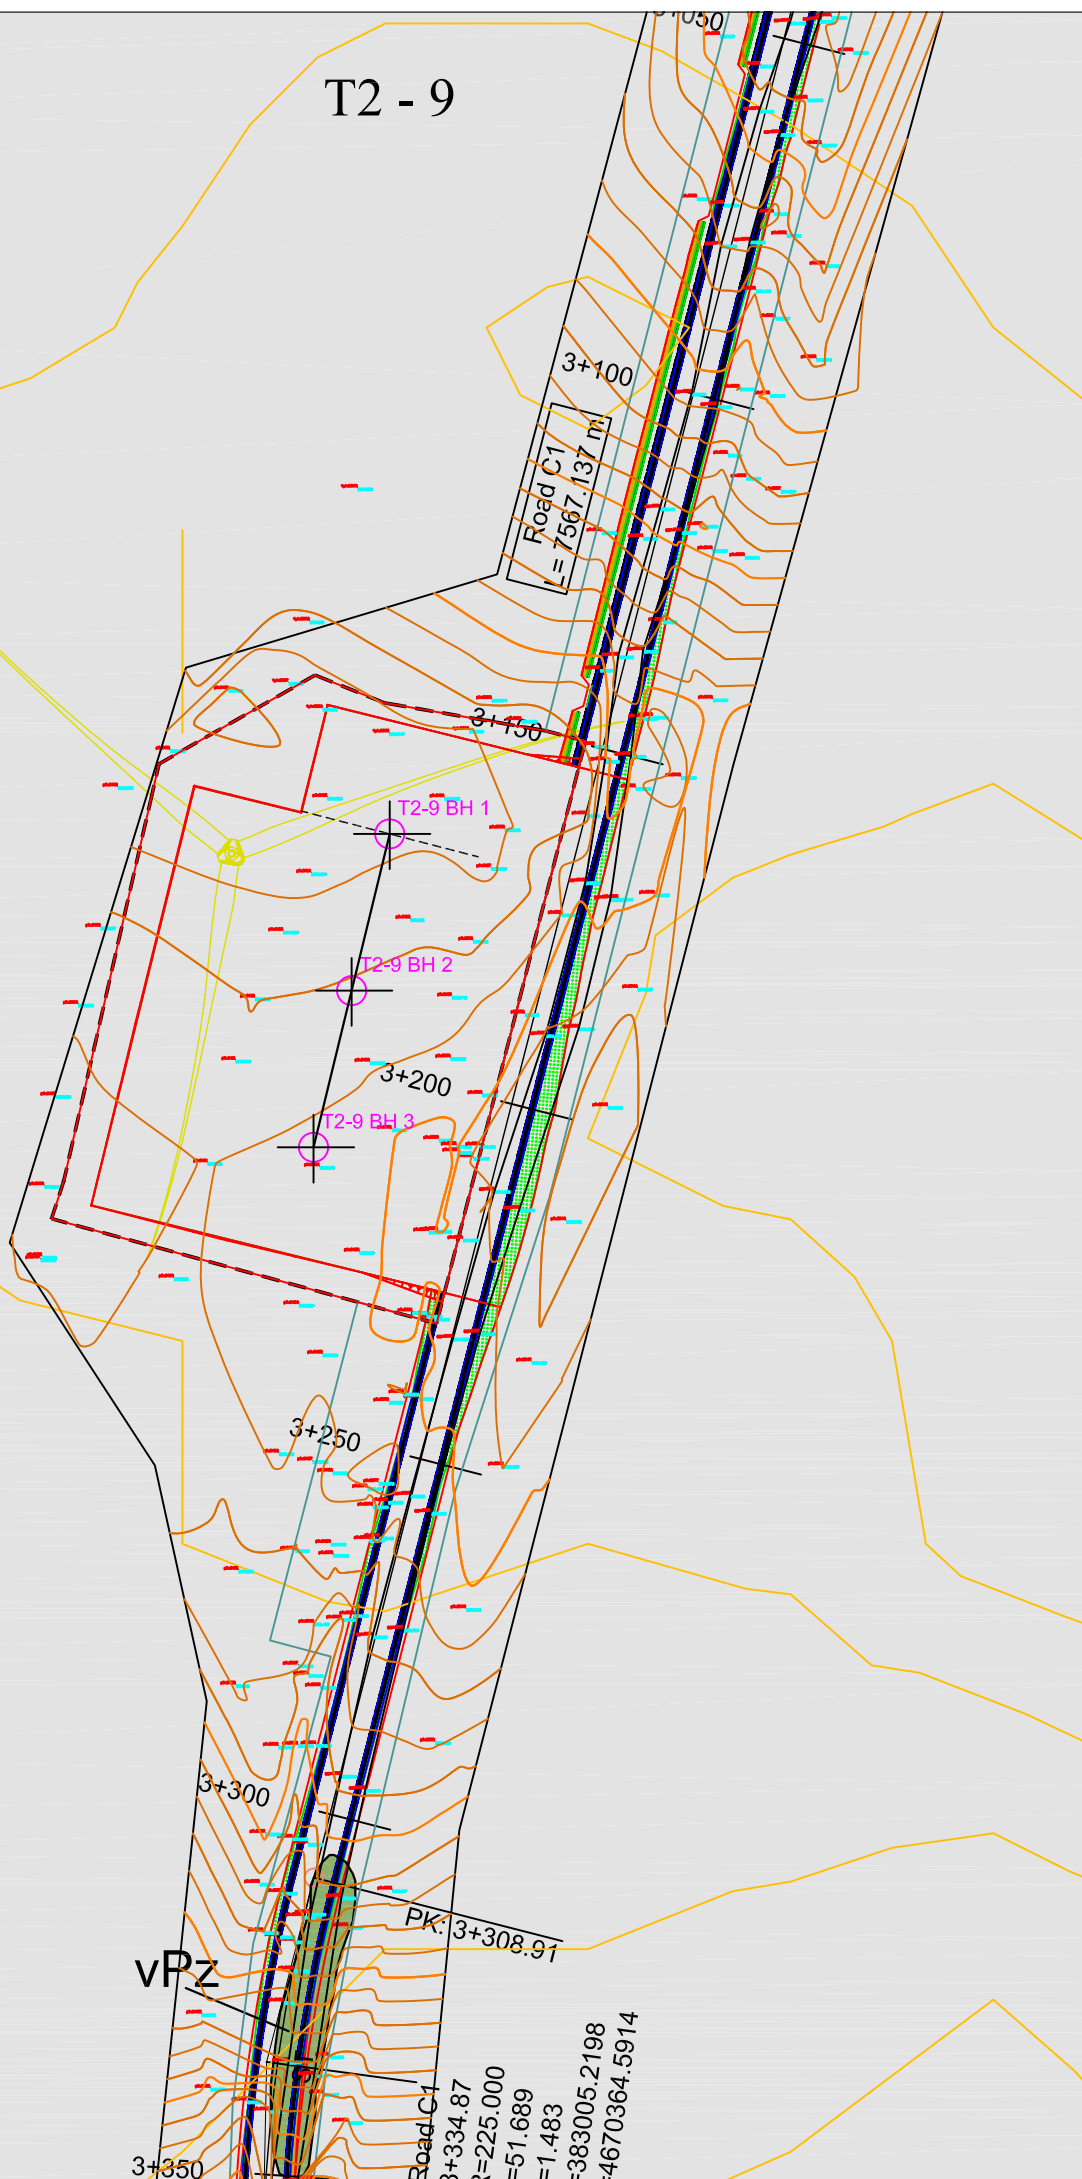 T2 - 9
3+100
Road C1
L= 7567.137 m
3+150
T2-9 BH 1
T2-9 BH 2
3+200
T2-9 BH 3
3+250
3+300
PK: 3+308.91
vPz
Road C1
3+334.87
R=225.000
=51.689
=1.483
=383005.2198
=4670364.5914
3+350